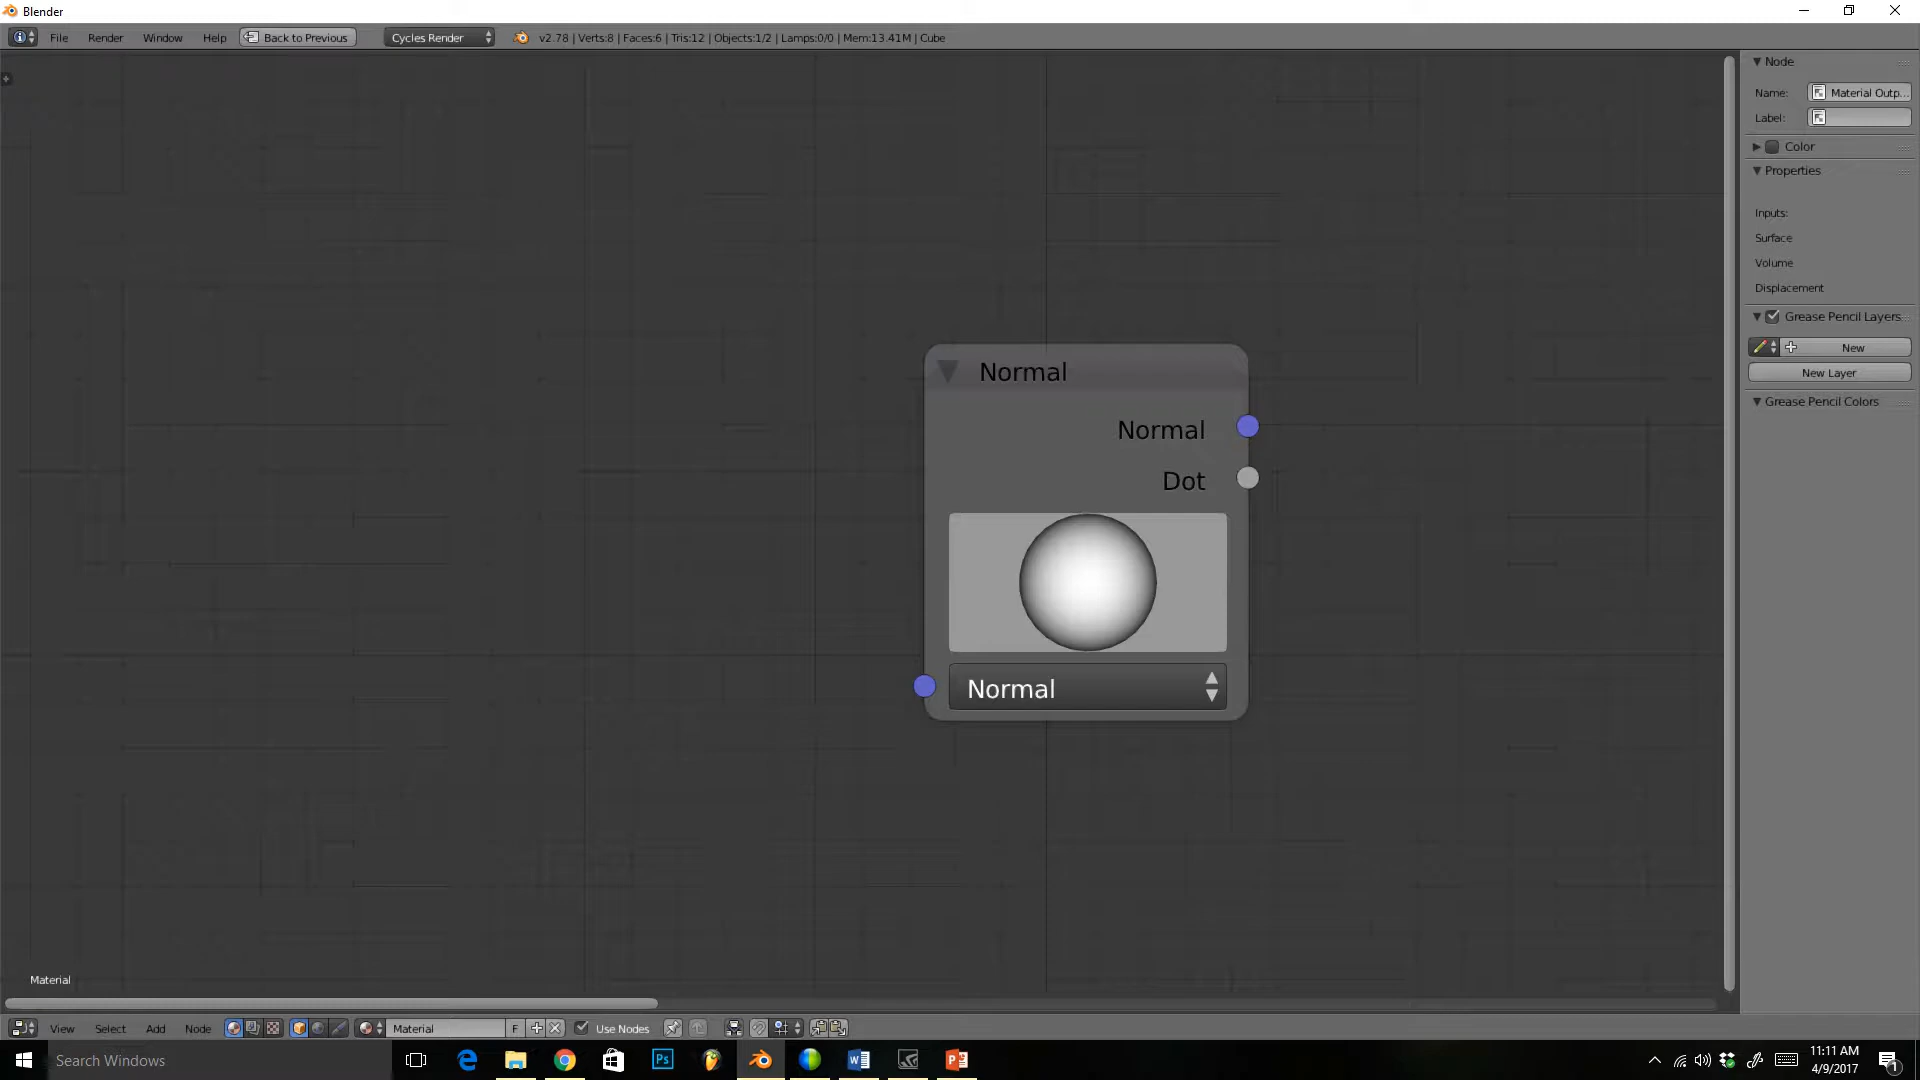 Blender
File Render Window Help Back to Previous Cycles Render v2.78 | Verts:8 | Faces:6 | Tris:12 | Objects:1/2 | Lamps:0/0 | Mem:13.41M | Cube
Node
Name: Material Outp...
Label:
Color
Properties
Inputs:
Surface
Volume
Displacement
Grease Pencil Layers
New
New Layer
Grease Pencil Colors
Normal
Normal
Dot
Normal
Material
View Select Add Node Material F Use Nodes
Search Windows
Ps
11:11 AM
4/9/2017
1